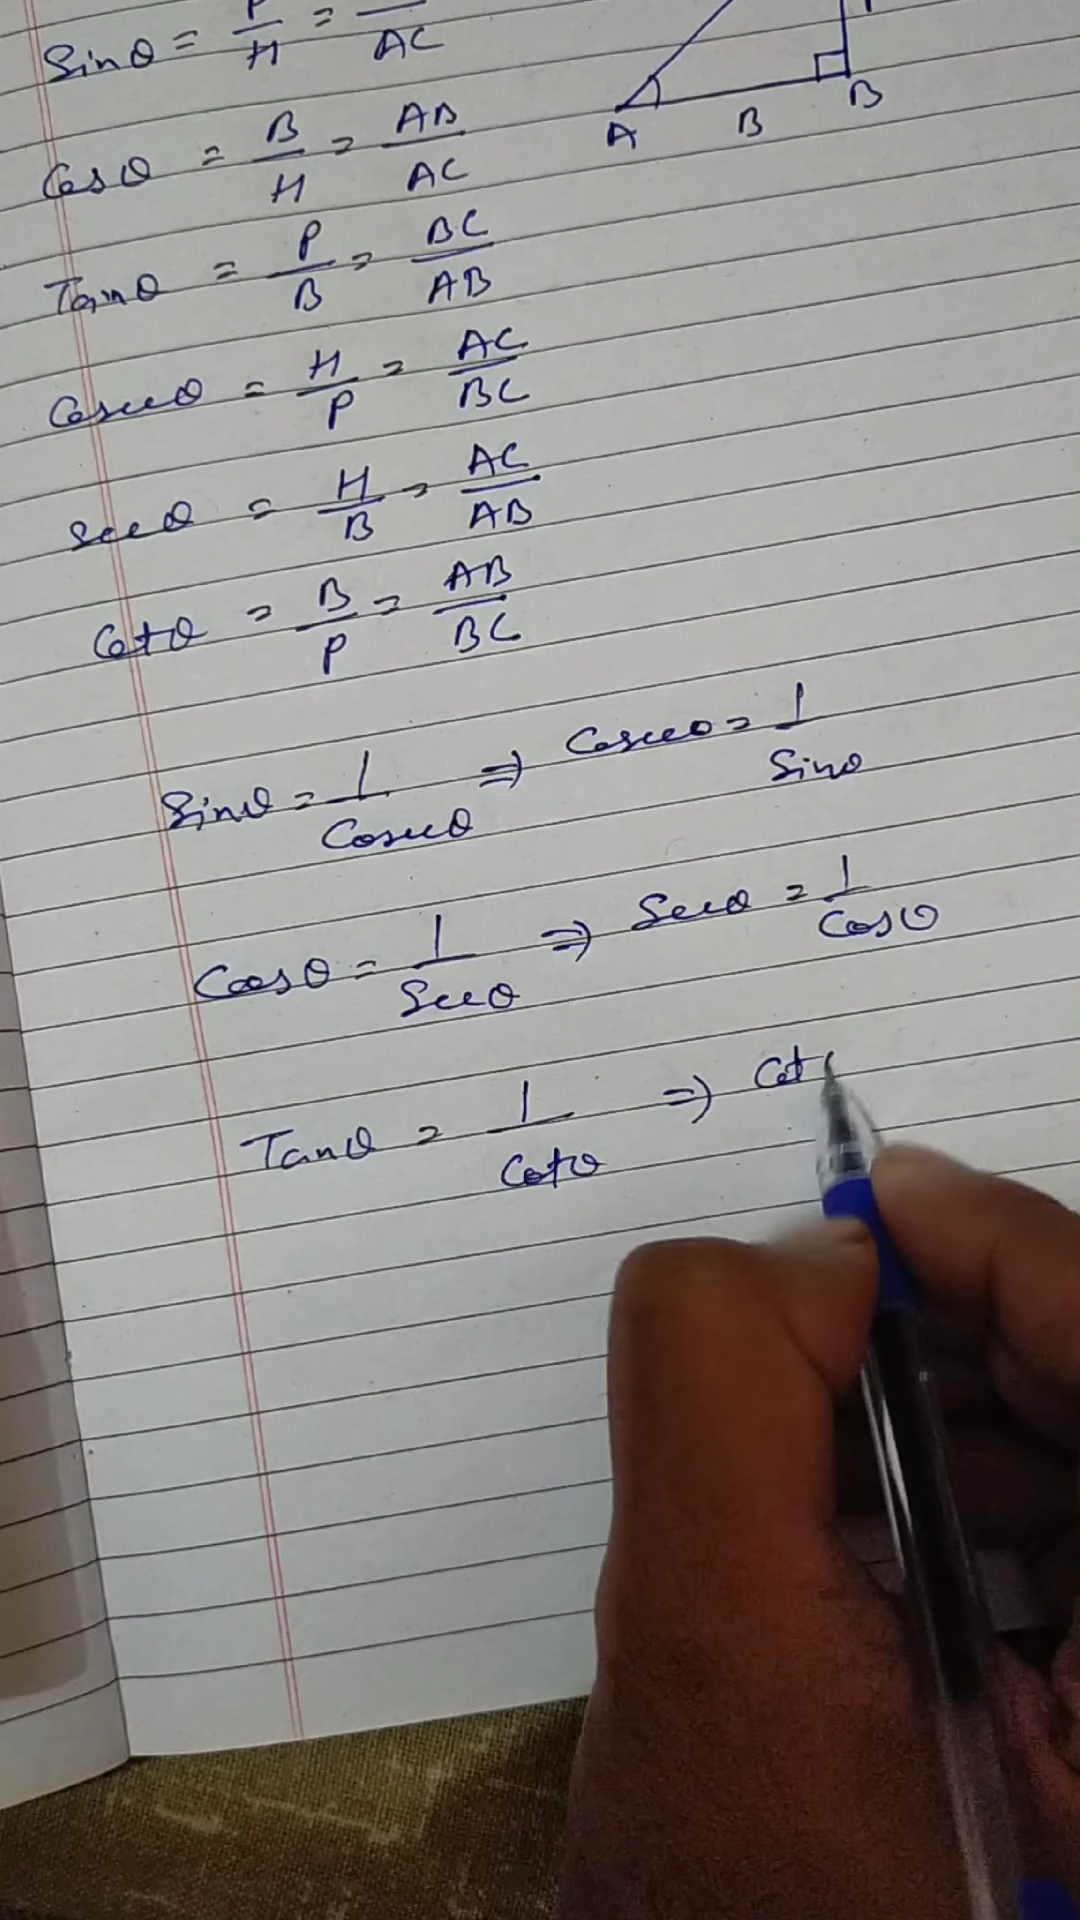 Sinθ = P/H = /AC
Cosθ = B/H = AB/AC
A B B
Tanθ = P/B = BC/AB
Cosecθ = H/P = AC/BC
Secθ = H/B = AC/AB
Cotθ = B/P = AB/BC
Sinθ = 1/Cosecθ ⇒ Cosecθ = 1/Sinθ
Cosθ = 1/Secθ ⇒ Secθ = 1/Cosθ
Tanθ = 1/Cotθ ⇒ Cot